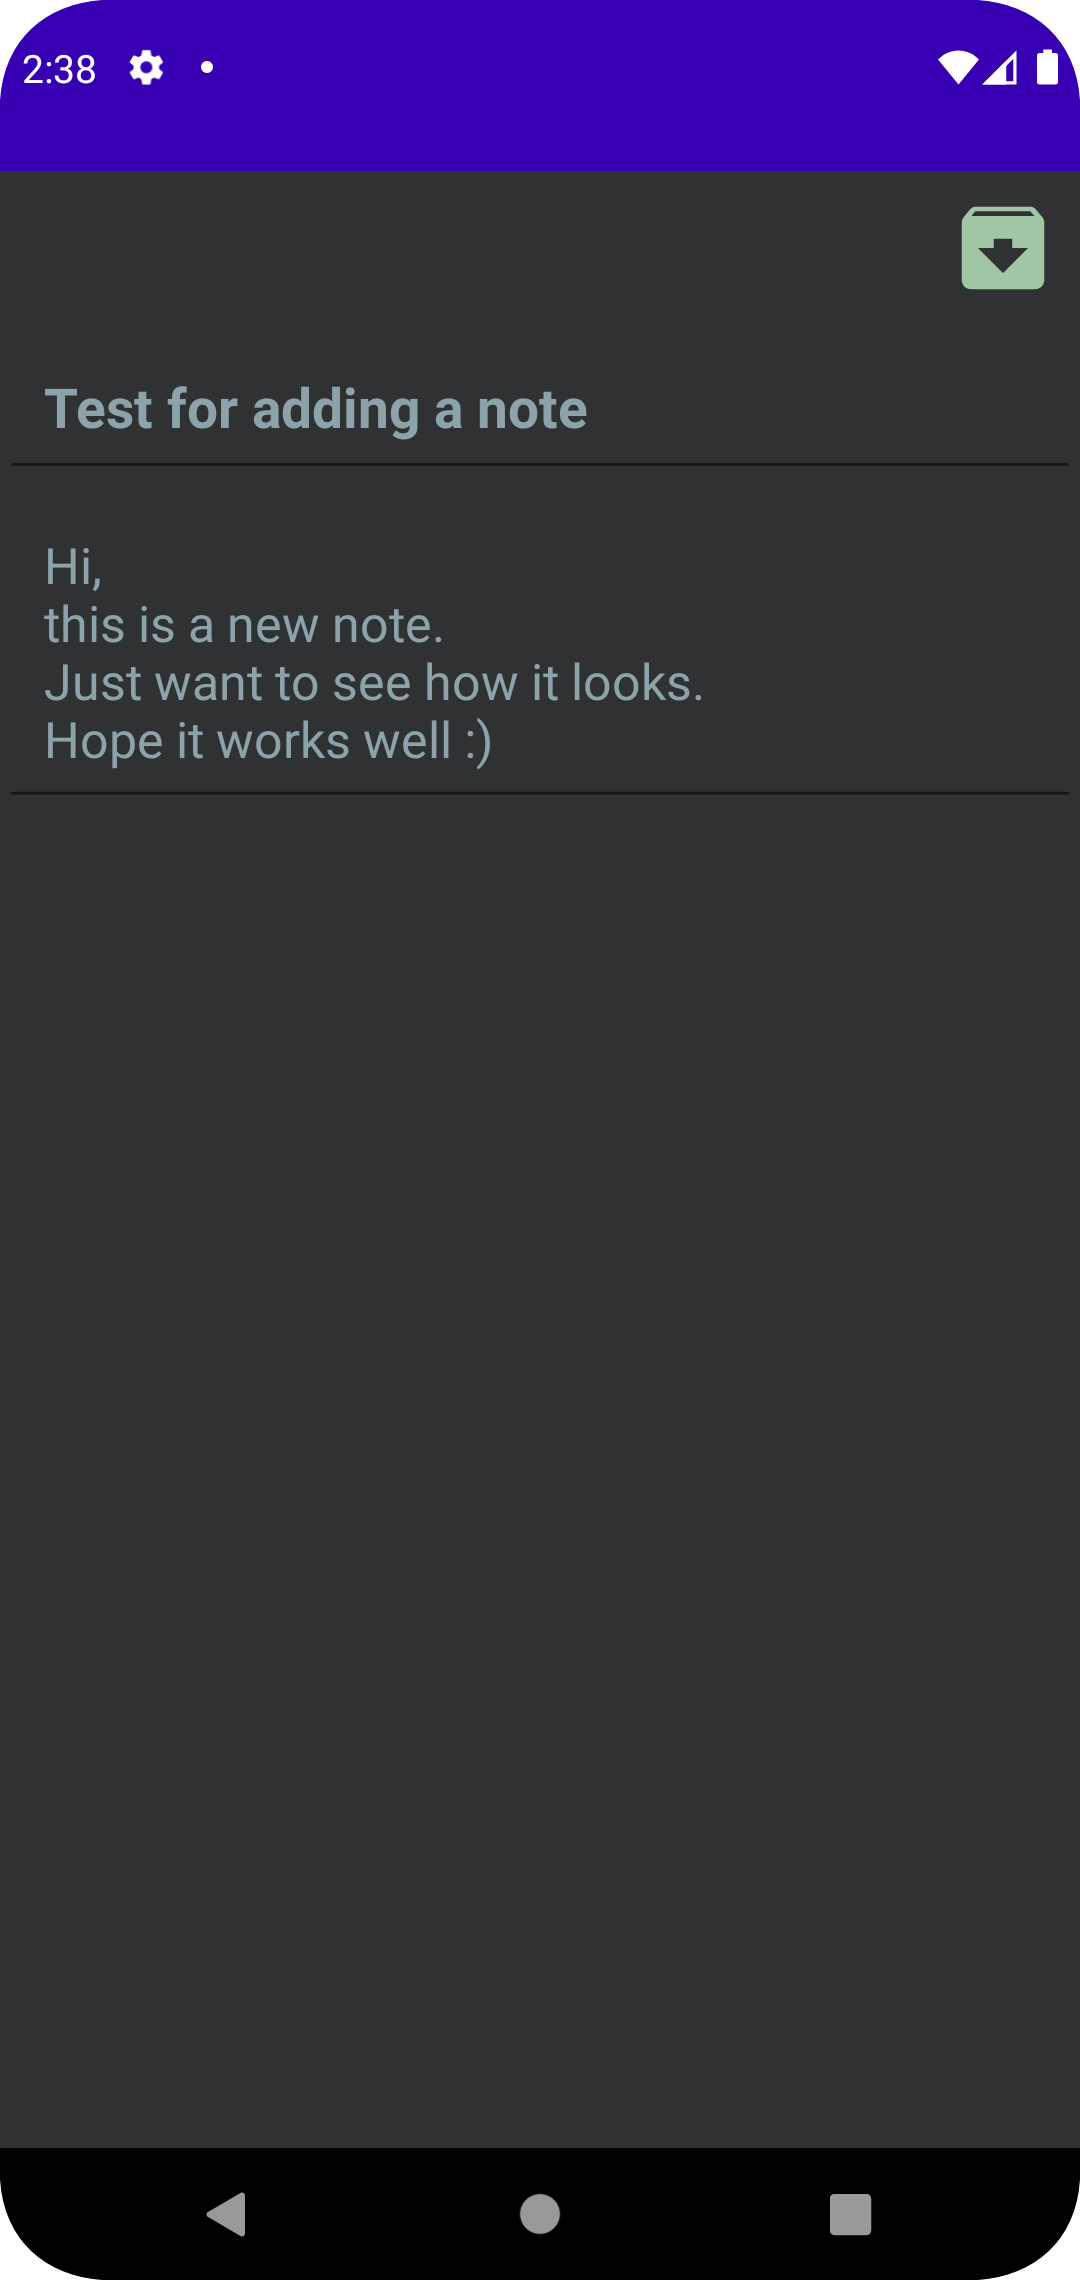 2:38
Test for adding a note
Hi,
this is a new note.
Just want to see how it looks.
Hope it works well :)